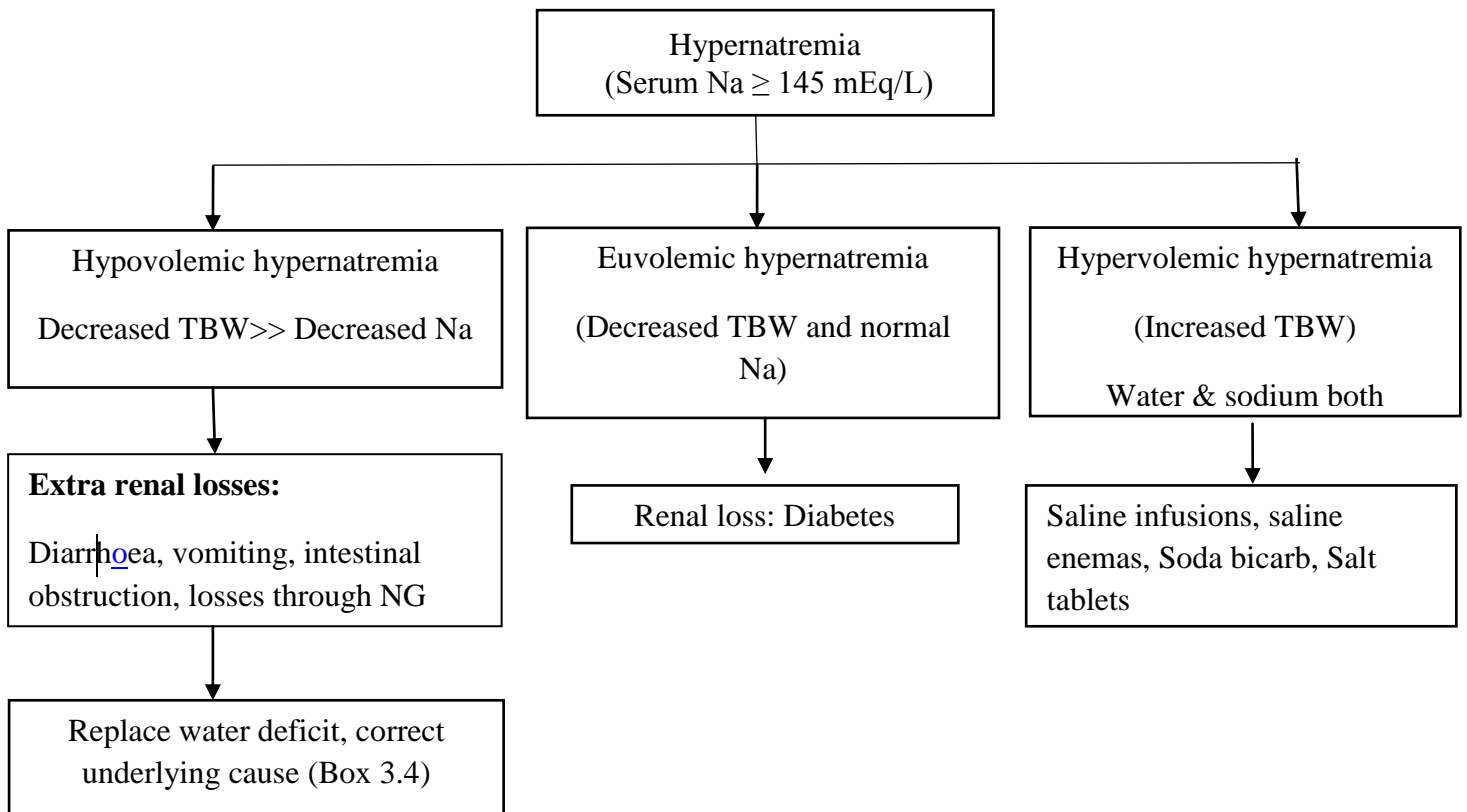 Hypernatremia
(Serum Na ≥ 145 mEq/L)
Hypovolemic hypernatremia
Decreased TBW>> Decreased Na
Euvolemic hypernatremia
(Decreased TBW and normal
Na)
Hypervolemic hypernatremia
(Increased TBW)
Water & sodium both
Extra renal losses:
Diarrhoea, vomiting, intestinal
obstruction, losses through NG
Renal loss: Diabetes
Saline infusions, saline
enemas, Soda bicarb, Salt
tablets
Replace water deficit, correct
underlying cause (Box 3.4)